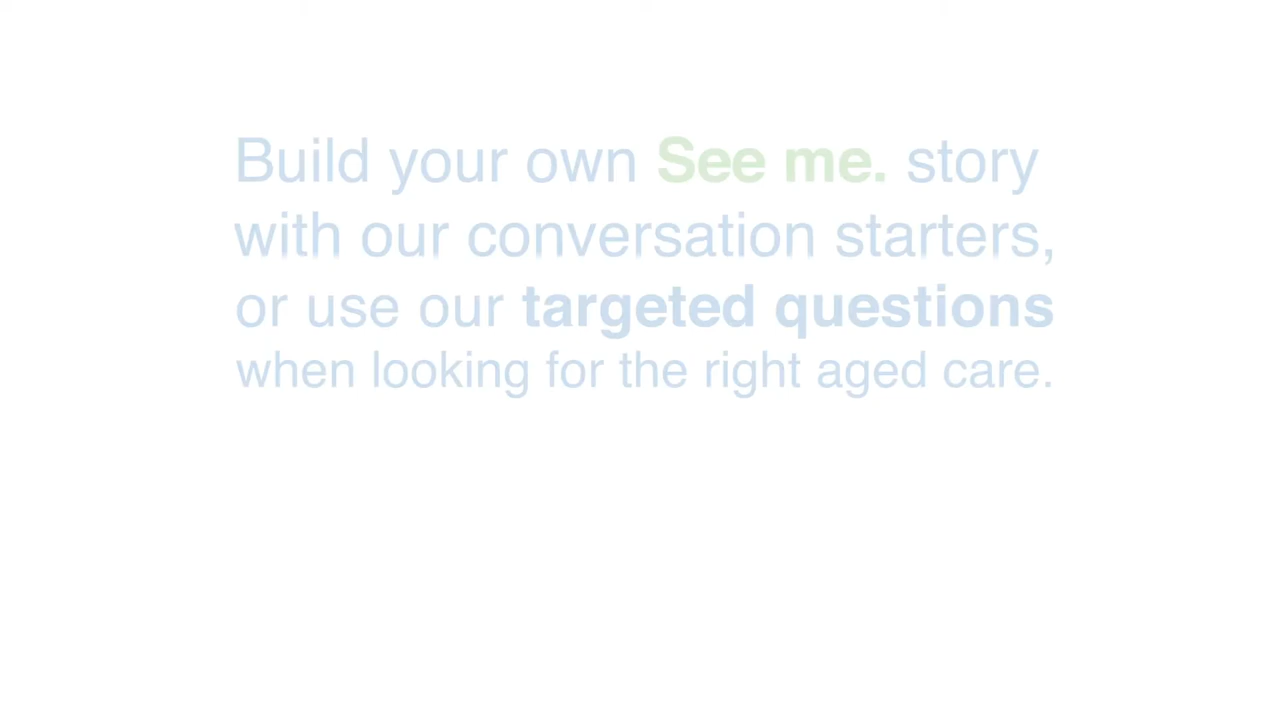 Build your own See me. story
with our conversation starters,
or use our targeted questions
when looking for the right aged care.